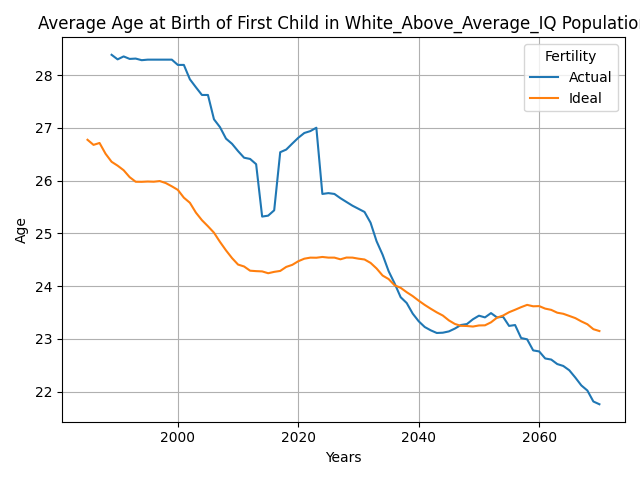 Average Age at Birth of First Child in White_Above_Average_IQ Population
Fertility
Actual
Ideal
28
27
26
25
24
23
22
Age
2000
2020
2040
2060
Years